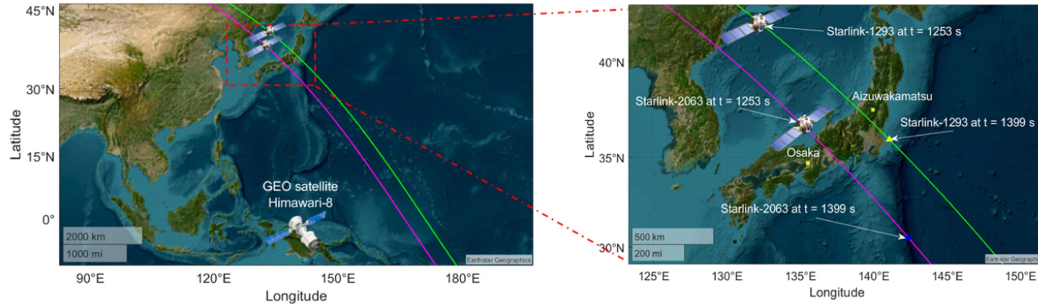 45°N
30°N
15°N
0°
Latitude
GEO satellite
Himawari-8
2000 km
1000 mi
Earthstar Geographics
90°E
120°E
150°E
180°E
Longitude
Starlink-1293 at t = 1253 s
40°N
Starlink-2063 at t = 1253 s
Aizuwakamatsu
Starlink-1293 at t = 1399 s
35°N
Osaka
Latitude
Starlink-2063 at t = 1399 s
500 km
200 mi
30°N
Earthstar Geographics
125°E
130°E
135°E
140°E
145°E
150°E
Longitude